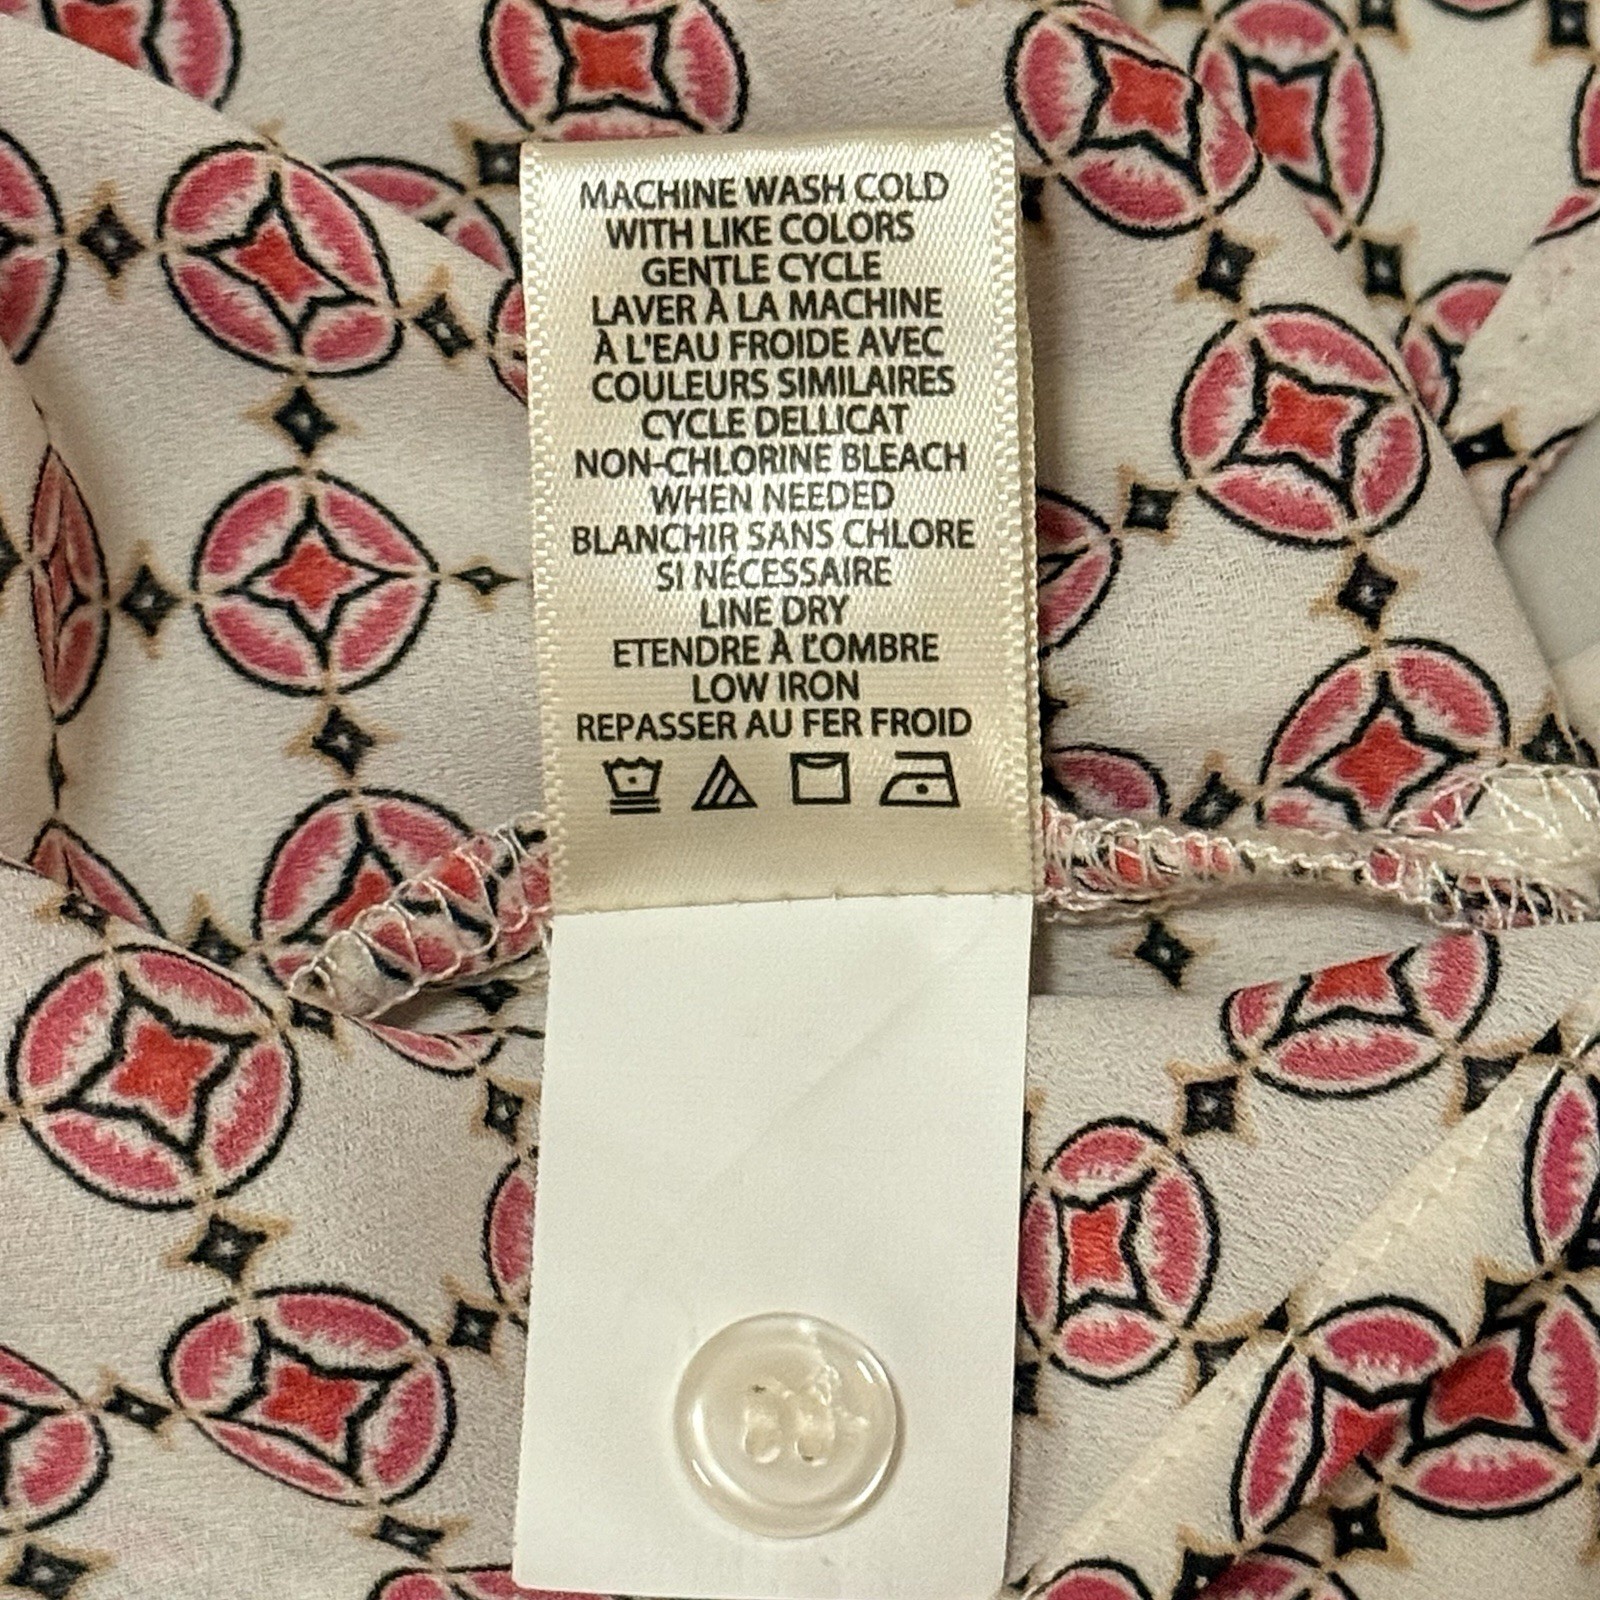 MACHINE WASH COLD
WITH LIKE COLORS
GENTLE CYCLE
LAVER À LA MACHINE
À L'EAU FROIDE AVEC
COULEURS SIMILAIRES
CYCLE DELLICAT
NON-CHLORINE BLEACH
WHEN NEEDED
BLANCHIR SANS CHLORE
SI NÉCESSAIRE
LINE DRY
ETENDRE À L'OMBRE
LOW IRON
REPASSER AU FER FROID